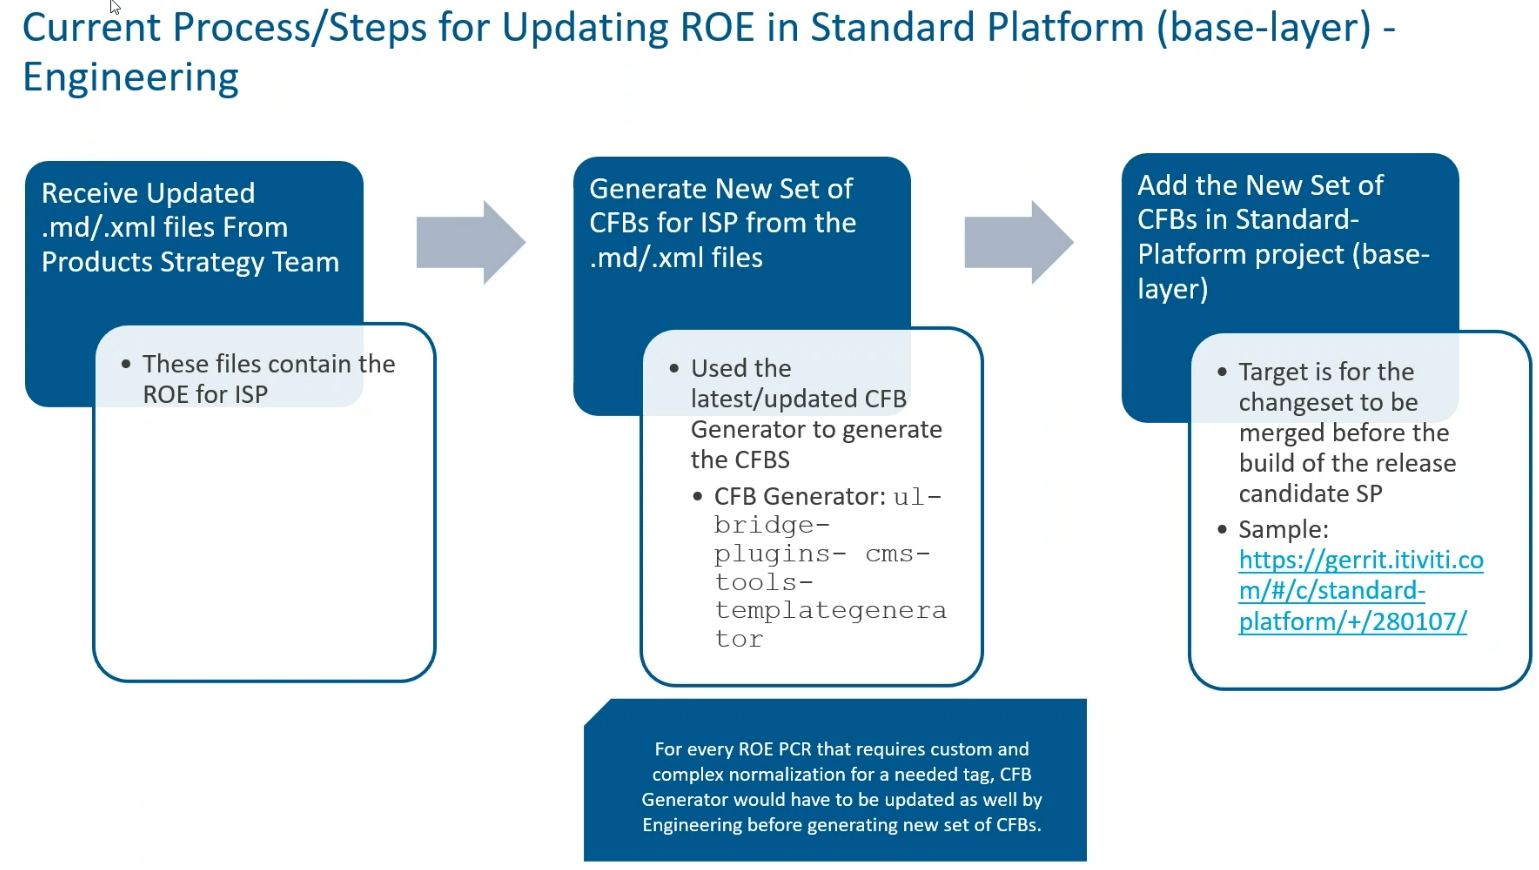 Current Process/Steps for Updating ROE in Standard Platform (base-layer) -
Engineering
Receive Updated
.md/.xml files From
Products Strategy Team
• These files contain the
ROE for ISP
Generate New Set of
CFBs for ISP from the
.md/.xml files
• Used the
latest/updated CFB
Generator to generate
the CFBS
• CFB Generator: ul-
bridge-
plugins- cms-
tools-
templategenera
tor
For every ROE PCR that requires custom and
complex normalization for a needed tag, CFB
Generator would have to be updated as well by
Engineering before generating new set of CFBs.
Add the New Set of
CFBs in Standard-
Platform project (base-
layer)
• Target is for the
changeset to be
merged before the
build of the release
candidate SP
• Sample:
https://gerrit.itiviti.co
m/#/c/standard-
platform/+/280107/